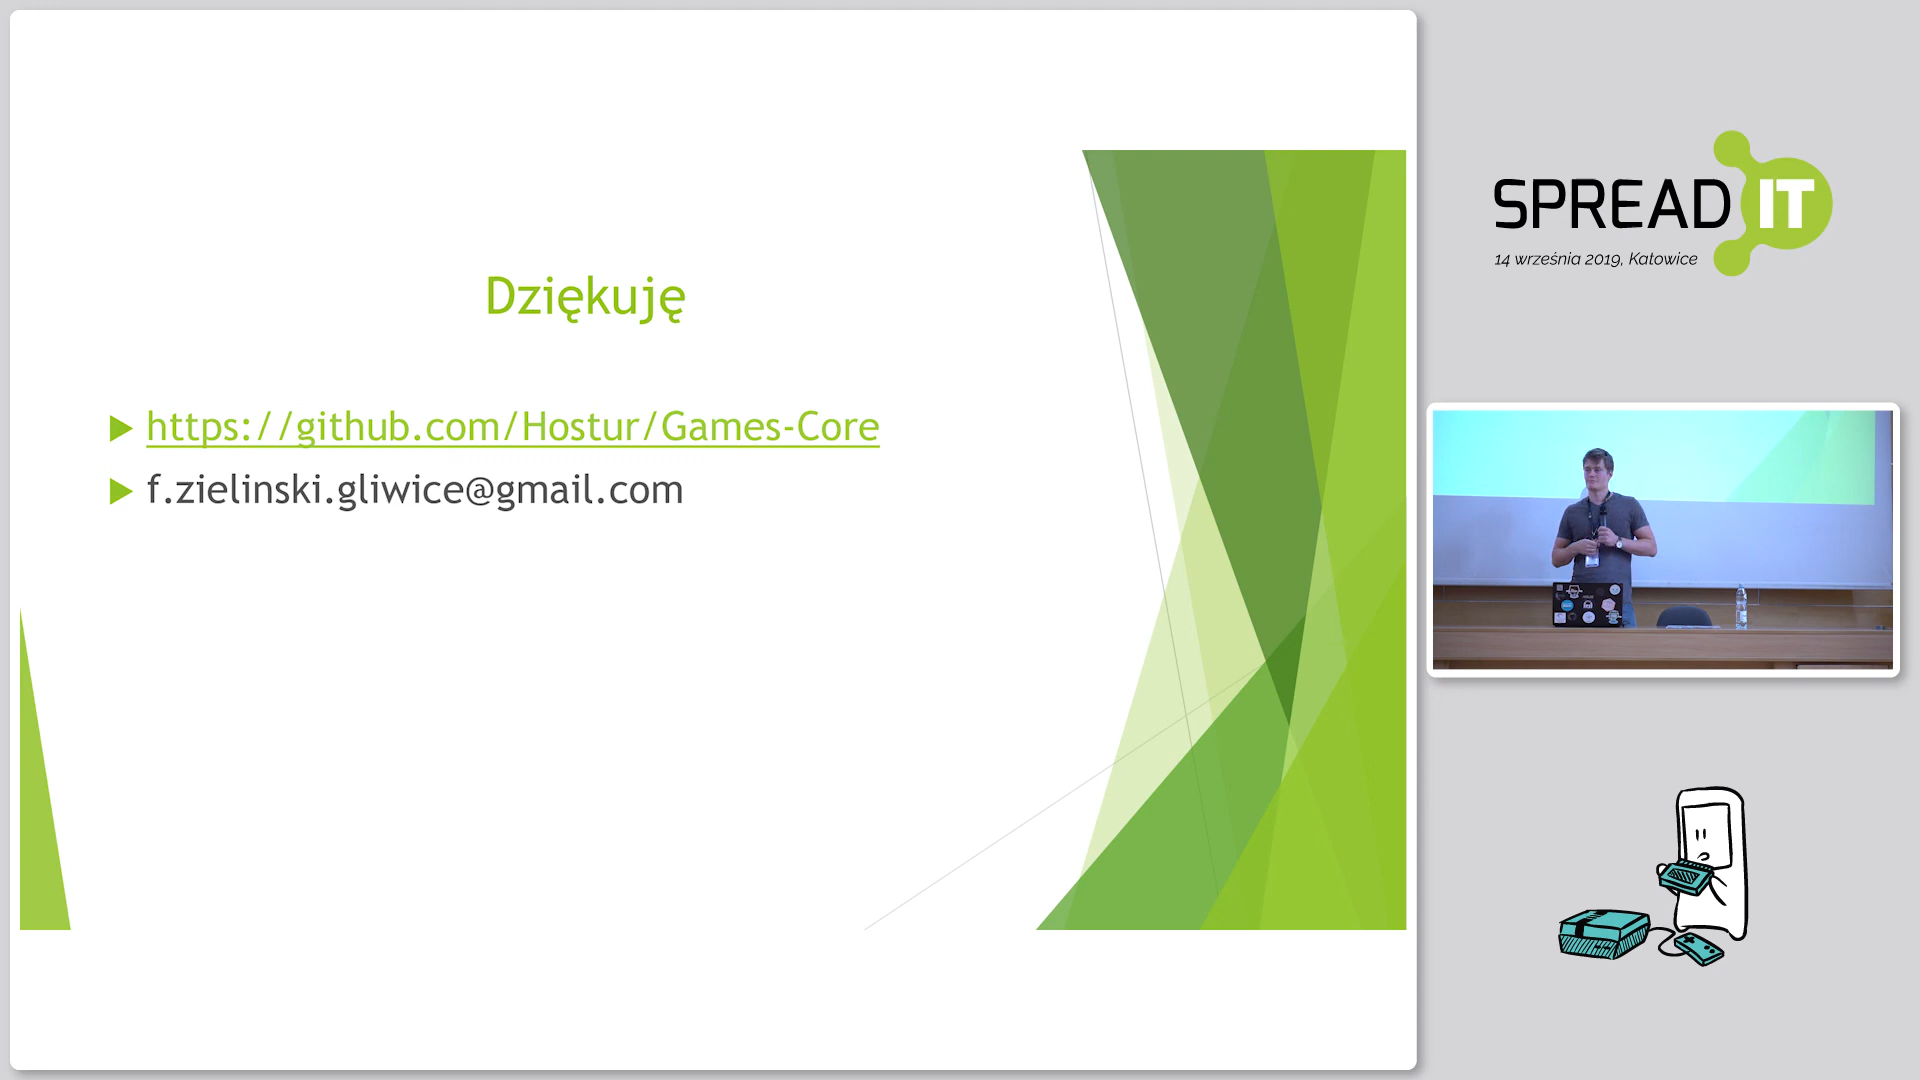 Dziękuję
https://github.com/Hostur/Games-Core
f.zielinski.gliwice@gmail.com
SPREAD IT
14 września 2019, Katowice